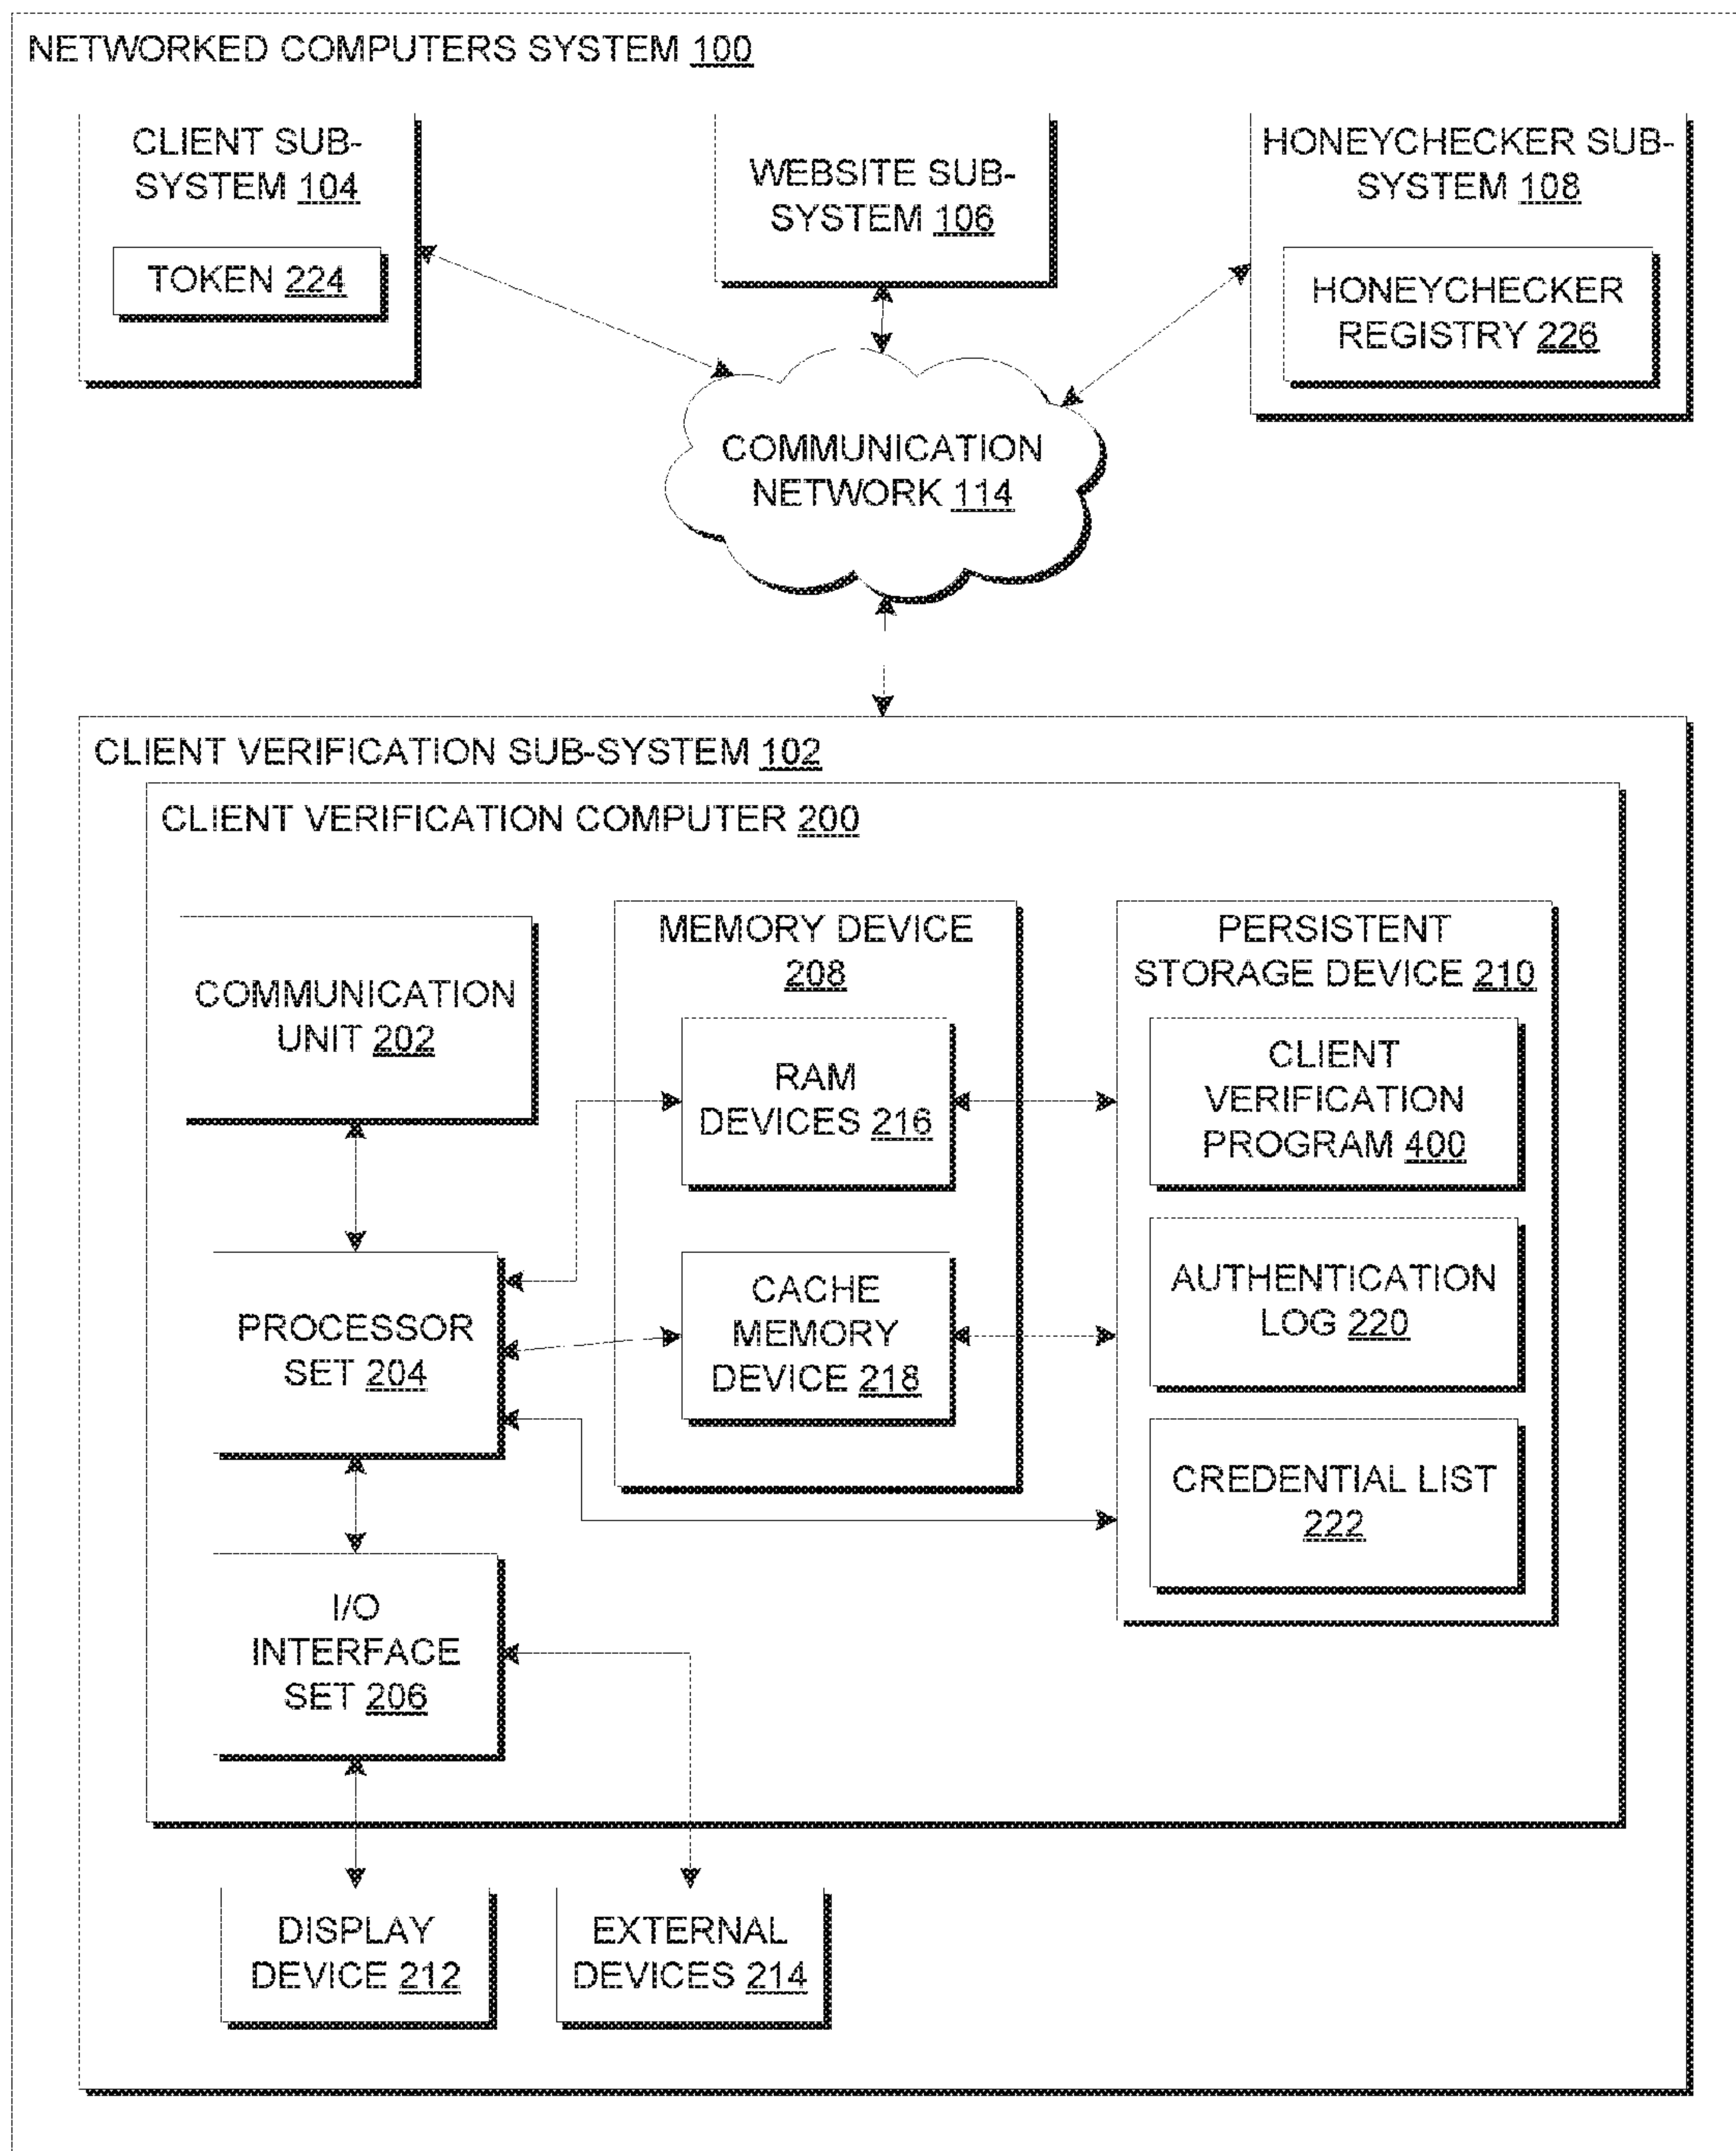 NETWORKED COMPUTERS SYSTEM 100
CLIENT SUB-
SYSTEM 104
TOKEN 224
WEBSITE SUB-
SYSTEM 106
HONEYCHECKER SUB-
SYSTEM 108
HONEYCHECKER
REGISTRY 226
COMMUNICATION
NETWORK 114
CLIENT VERIFICATION SUB-SYSTEM 102
CLIENT VERIFICATION COMPUTER 200
COMMUNICATION
UNIT 202
PROCESSOR
SET 204
I/O
INTERFACE
SET 206
MEMORY DEVICE
208
RAM
DEVICES 216
CACHE
MEMORY
DEVICE 218
PERSISTENT
STORAGE DEVICE 210
CLIENT
VERIFICATION
PROGRAM 400
AUTHENTICATION
LOG 220
CREDENTIAL LIST
222
DISPLAY
DEVICE 212
EXTERNAL
DEVICES 214